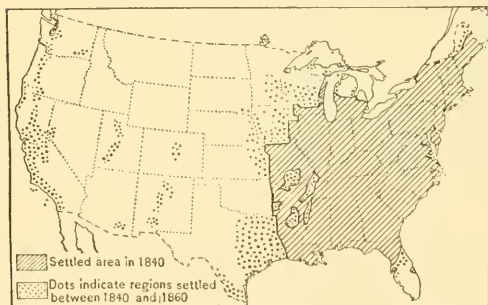 Settled area in 1840
Dots indicate regions settled
between 1840 and 1860